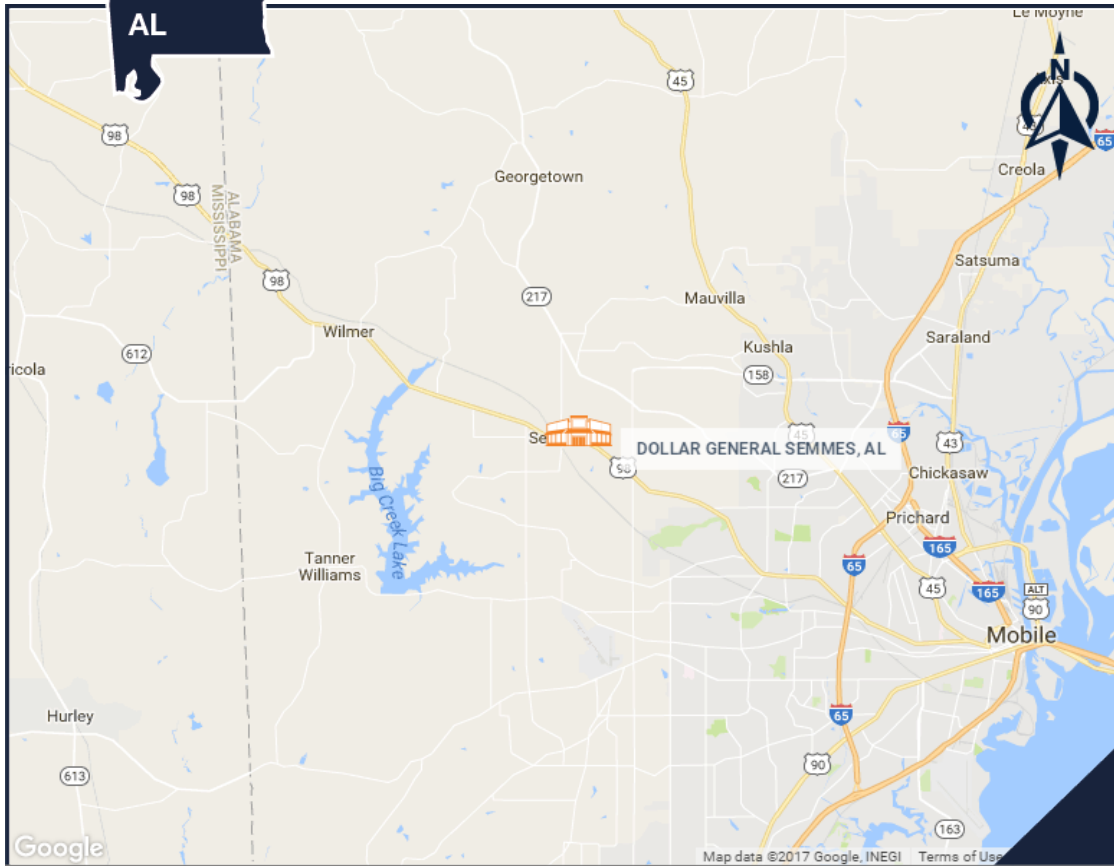 AL
Le Moyne
N
45
98
43
65
Creola
Georgetown
98
ALABAMA
MISSISSIPPI
Satsuma
98
217
Mauvilla
Wilmer
Saraland
Kushla
612
158
45
65
43
DOLLAR GENERAL SEMMES, AL
98
217
Chickasaw
Big Creek Lake
Prichard
165
Tanner
Williams
65
45
165
ALT
90
Mobile
65
Hurley
90
613
163
Google
Map data ©2017 Google, INEGI
Terms of Use